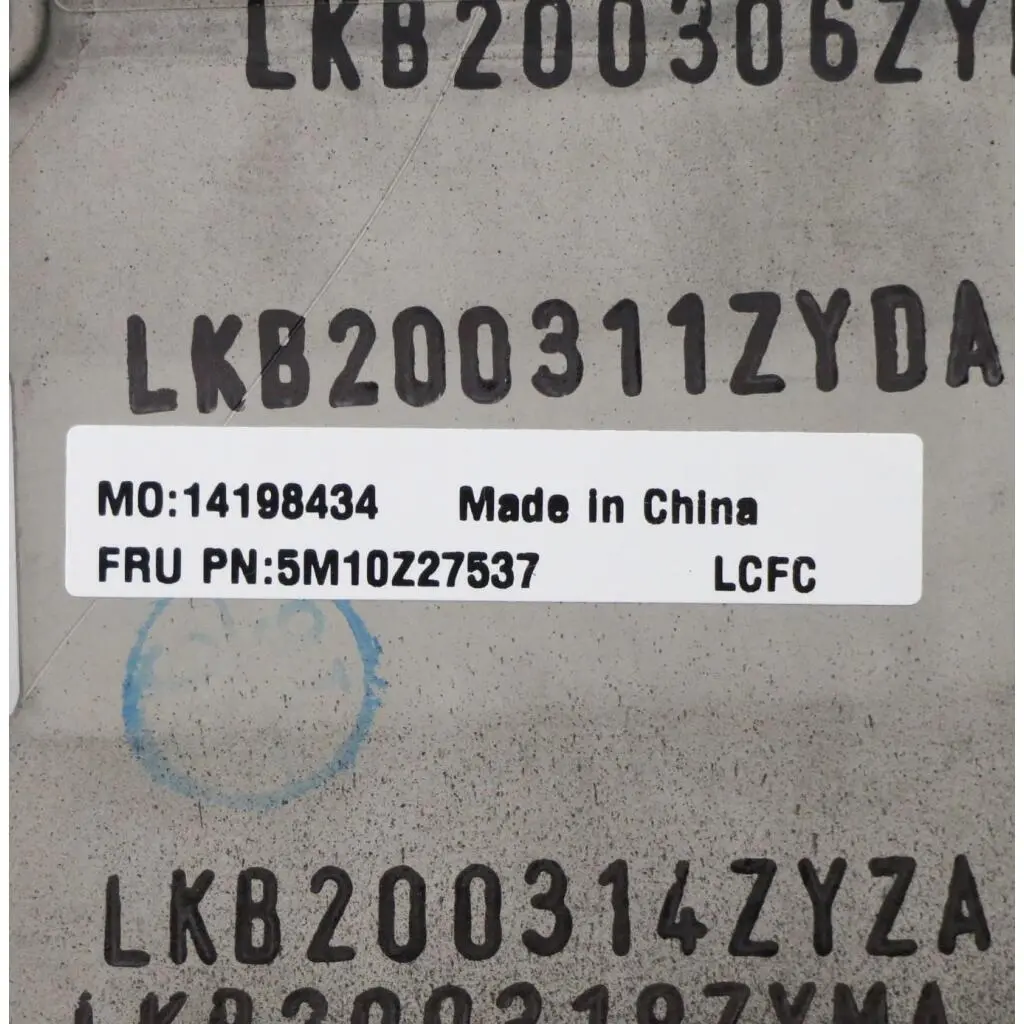 LKB200306ZY
LKB200311ZYDA
MO:14198434 Made in China
FRU PN:5M10Z27537 LCFC
LKB200314ZYZA